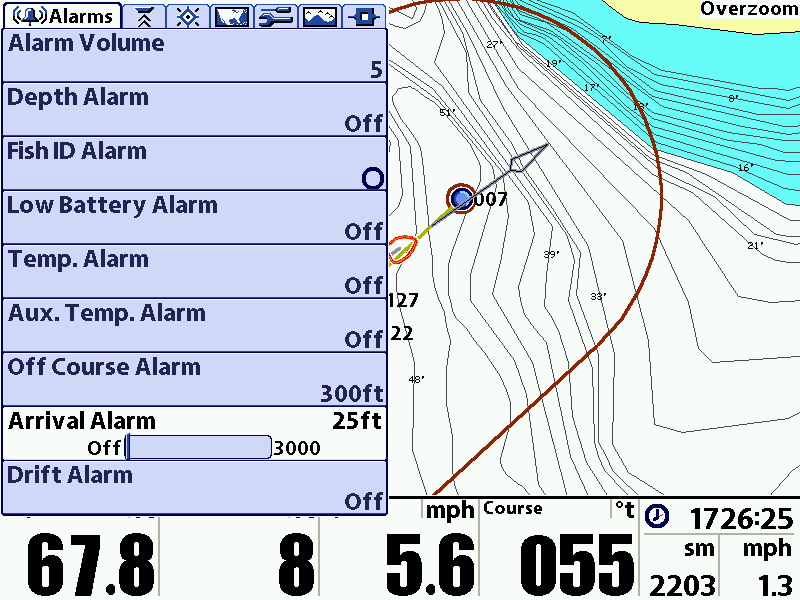 Alarms
Overzoom
Alarm Volume
5
Depth Alarm
Off
Fish ID Alarm
O
Low Battery Alarm
Off
Temp. Alarm
Off
Aux. Temp. Alarm
Off
Off Course Alarm
300ft
Arrival Alarm 25ft
Off 3000
Drift Alarm
Off
27'
7'
19'
17'
9'
51'
16'
007
21'
39'
127
33'
22
48'
mph
Course °t
1726:25
sm mph
67.8 8 5.6 055
2203 1.3